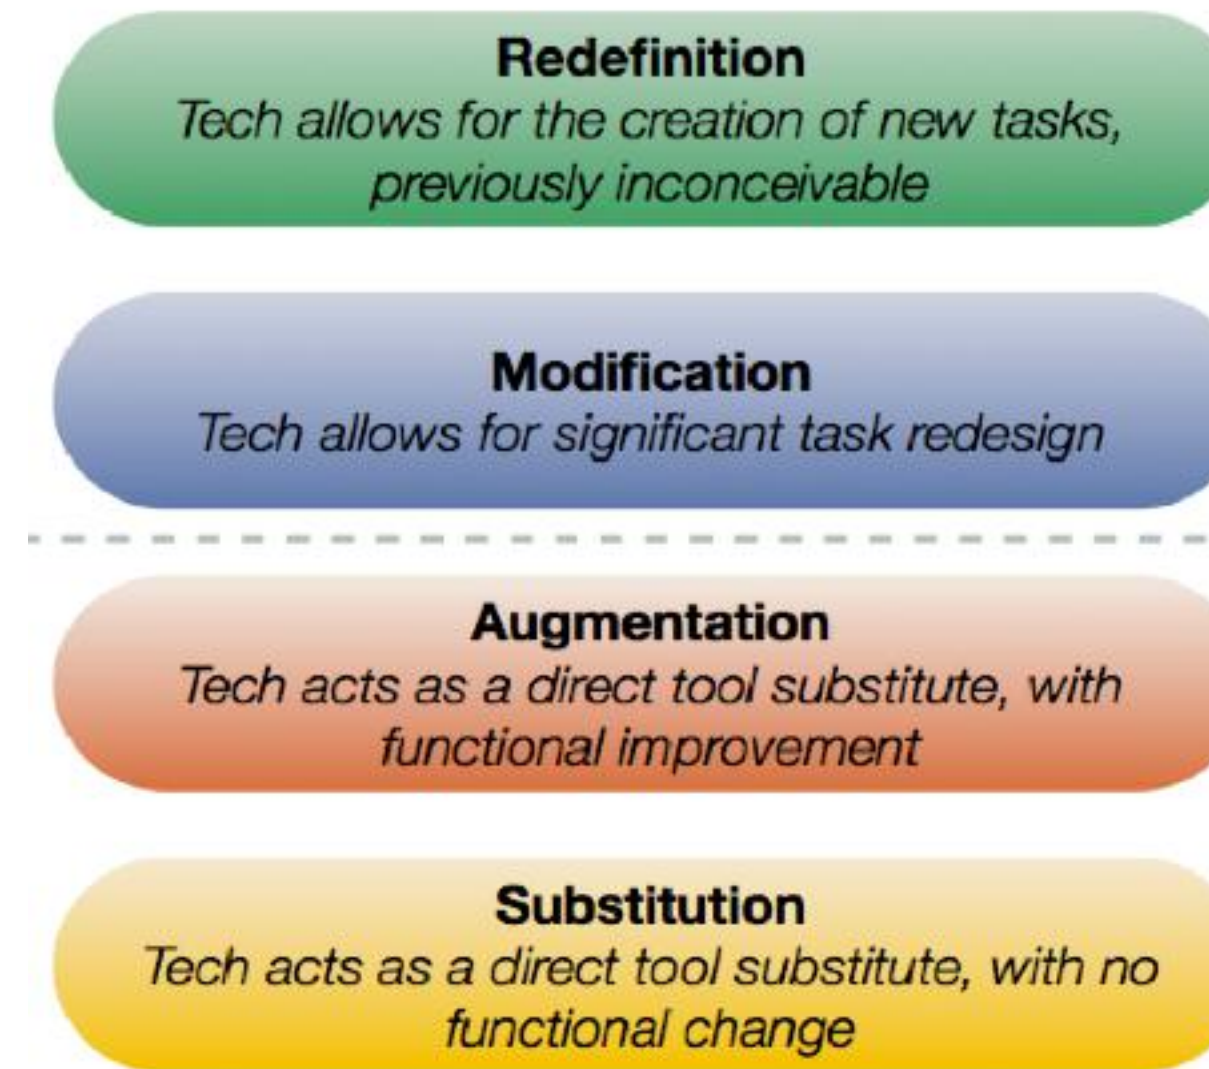 Redefinition
Tech allows for the creation of new tasks,
previously inconceivable
Modification
Tech allows for significant task redesign
Augmentation
Tech acts as a direct tool substitute, with
functional improvement
Substitution
Tech acts as a direct tool substitute, with no
functional change